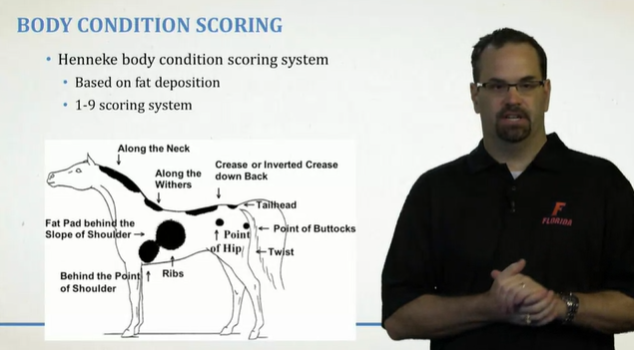 BODY CONDITION SCORING
• Henneke body condition scoring system
• Based on fat deposition
• 1-9 scoring system
Along the Neck
Along the
Withers
Crease or Inverted Crease
down Back
Tailhead
Fat Pad behind the
Slope of Shoulder
Point
of Hip
Point of Buttocks
Twist
Behind the Point
of Shoulder
Ribs
F
FLORIDA